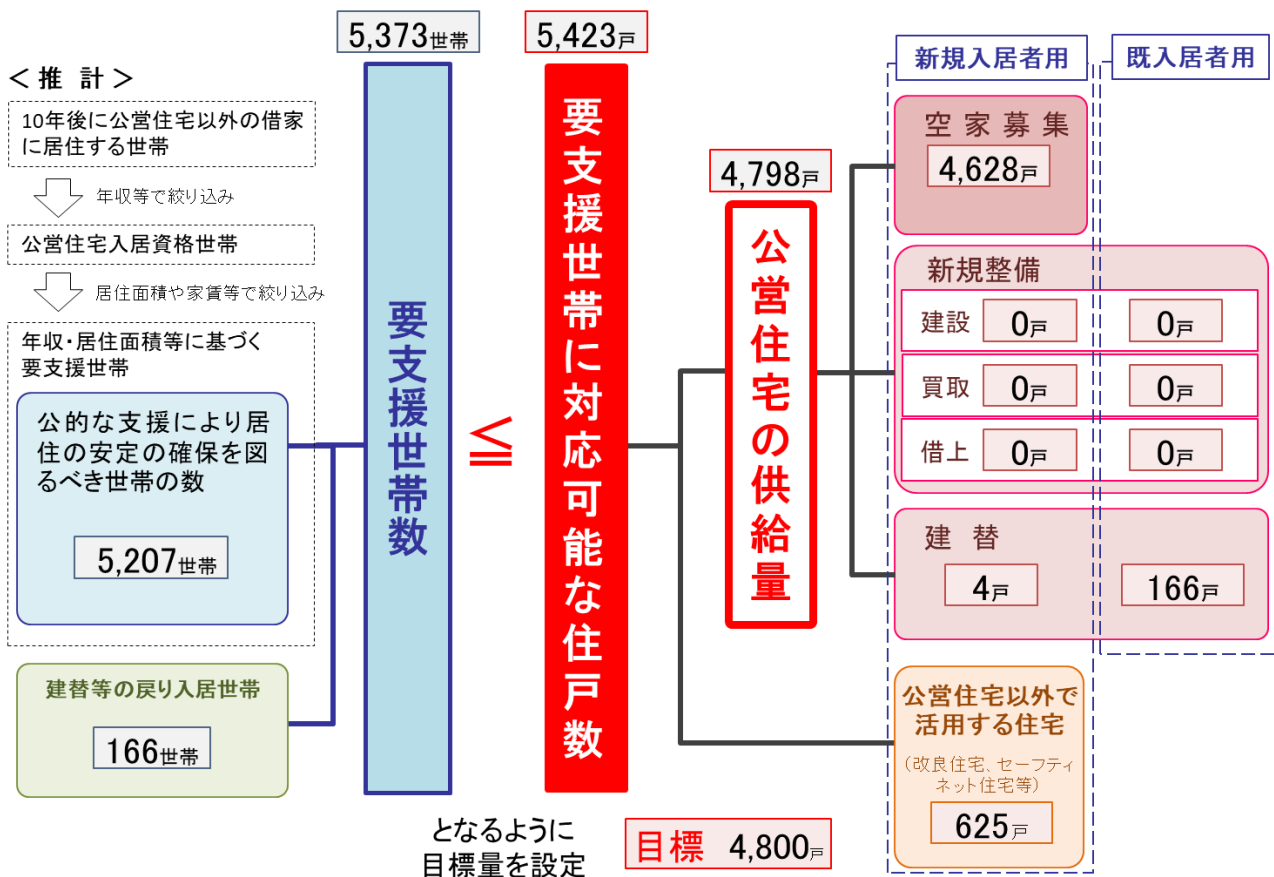 5,373世帯
5,423戸
＜推 計＞
10年後に公営住宅以外の借家
に居住する世帯
年収等で絞り込み
公営住宅入居資格世帯
居住面積や家賃等で絞り込み
年収・居住面積等に基づく
要支援世帯
公的な支援により居
住の安定の確保を図
るべき世帯の数
5,207世帯
建替等の戻り入居世帯
166世帯
要支援世帯数
≦
要支援世帯に対応可能な住戸数
4,798戸
公営住宅の供給量
新規入居者用
既入居者用
空家募集
4,628戸
新規整備
建設 0戸 0戸
買取 0戸 0戸
借上 0戸 0戸
建 替
4戸 166戸
公営住宅以外で
活用する住宅
（改良住宅、セーフティ
ネット住宅等）
625戸
となるように
目標量を設定
目標 4,800戸